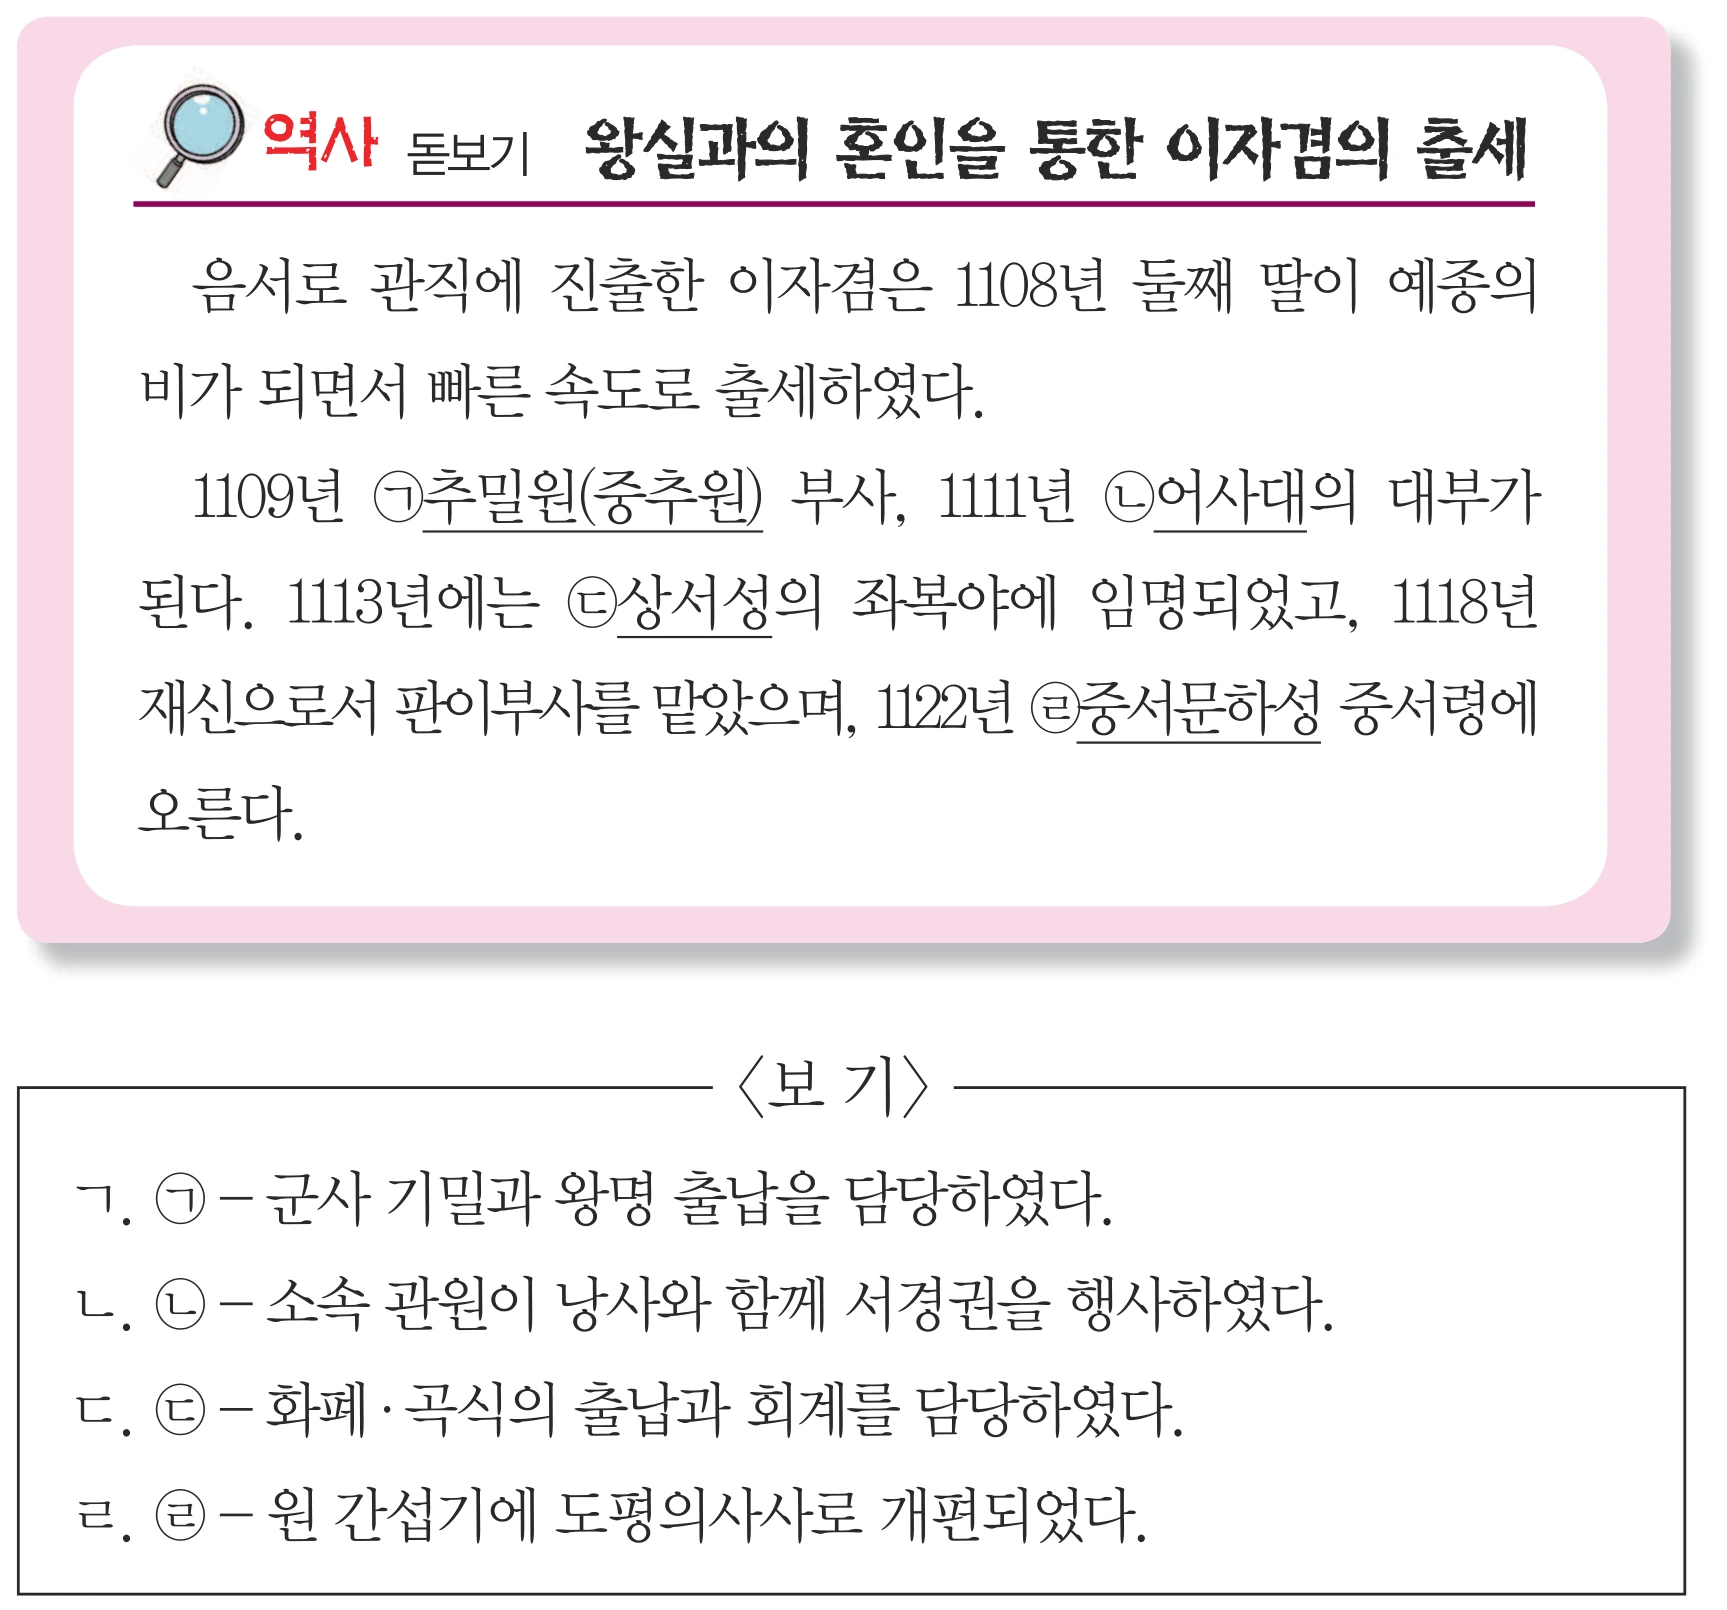 역사 돋보기 왕실과의 혼인을 통한 이자겸의 출세
음서로 관직에 진출한 이자겸은 1108년 둘째 딸이 예종의
비가 되면서 빠른 속도로 출세하였다.
1109년 ㉠추밀원(중추원) 부사, 1111년 ㉡어사대의 대부가
된다. 1113년에는 ㉢상서성의 좌복야에 임명되었고, 1118년
재신으로서 판이부사를 맡았으며, 1122년 ㉣중서문하성 중서령에
오른다.
〈보 기〉
ㄱ. ㉠ – 군사 기밀과 왕명 출납을 담당하였다.
ㄴ. ㉡ – 소속 관원이 낭사와 함께 서경권을 행사하였다.
ㄷ. ㉢ – 화폐·곡식의 출납과 회계를 담당하였다.
ㄹ. ㉣ – 원 간섭기에 도평의사사로 개편되었다.